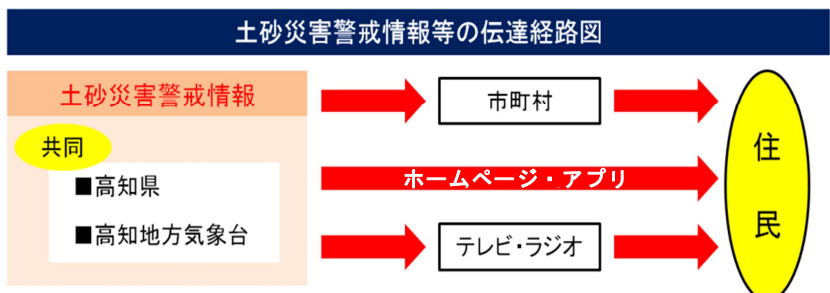 土砂災害警戒情報等の伝達経路図
土砂災害警戒情報
共同
■高知県
■高知地方気象台
市町村
ホームページ・アプリ
テレビ・ラジオ
住民